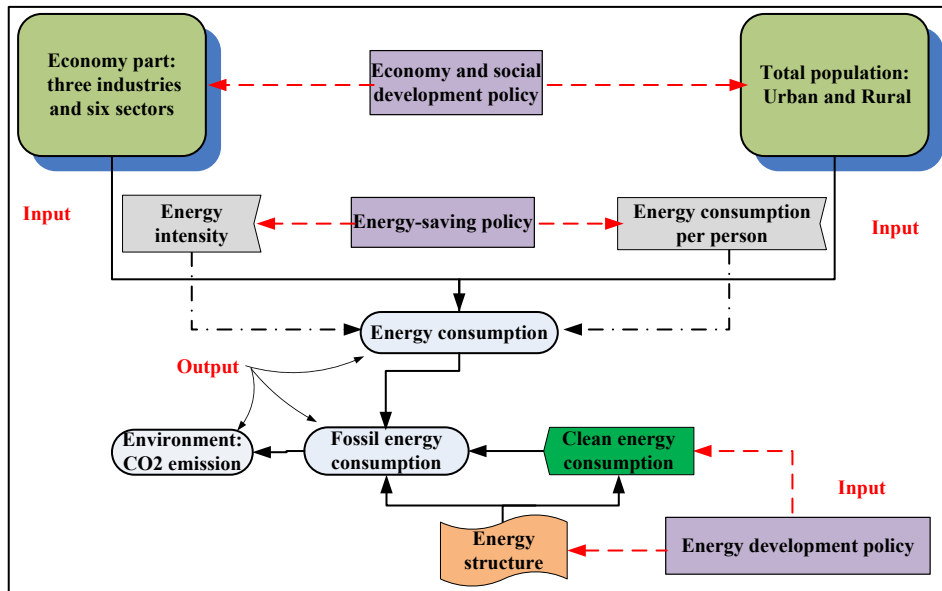 Economy part:
three industries
and six sectors
Economy and social
development policy
Total population:
Urban and Rural
Input
Energy
intensity
Energy-saving policy
Energy consumption
per person
Input
Energy consumption
Output
Environment:
CO2 emission
Fossil energy
consumption
Clean energy
consumption
Input
Energy
structure
Energy development policy